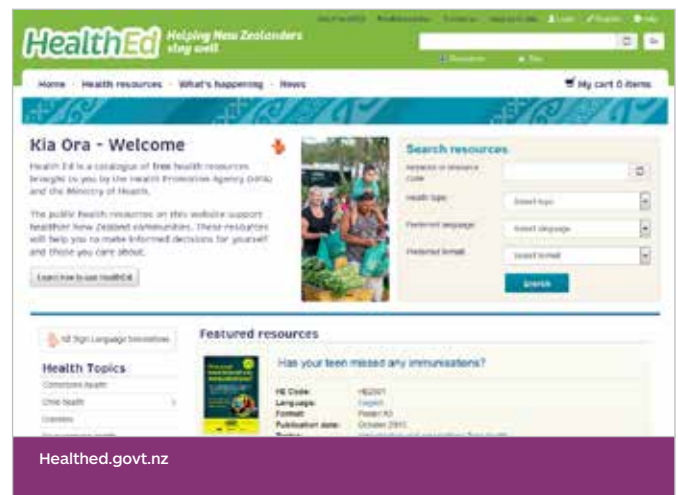 HealthEd Helping New Zealanders
stay well
Home Health resources What's happening News
My cart 0 items
Kia Ora - Welcome
Health Ed is a catalogue of free health resources
brought to you by the Health Promotion Agency (HPA)
and the Ministry of Health.
The public health resources on this website support
healthier New Zealand communities. These resources
will help you to make informed decisions for yourself
and those you care about.
Learn how to use HealthEd
Search resources
Keyword or resource
code
Health topic
Select topic
Preferred language
Select language
Preferred format
Select format
Search
NZ Sign Language translations
Featured resources
Health Topics
Child health
Has your teen missed any immunisations?
HE Code:
Language: English
Format: Poster A3
Publication date: October 2015
Healthed.govt.nz